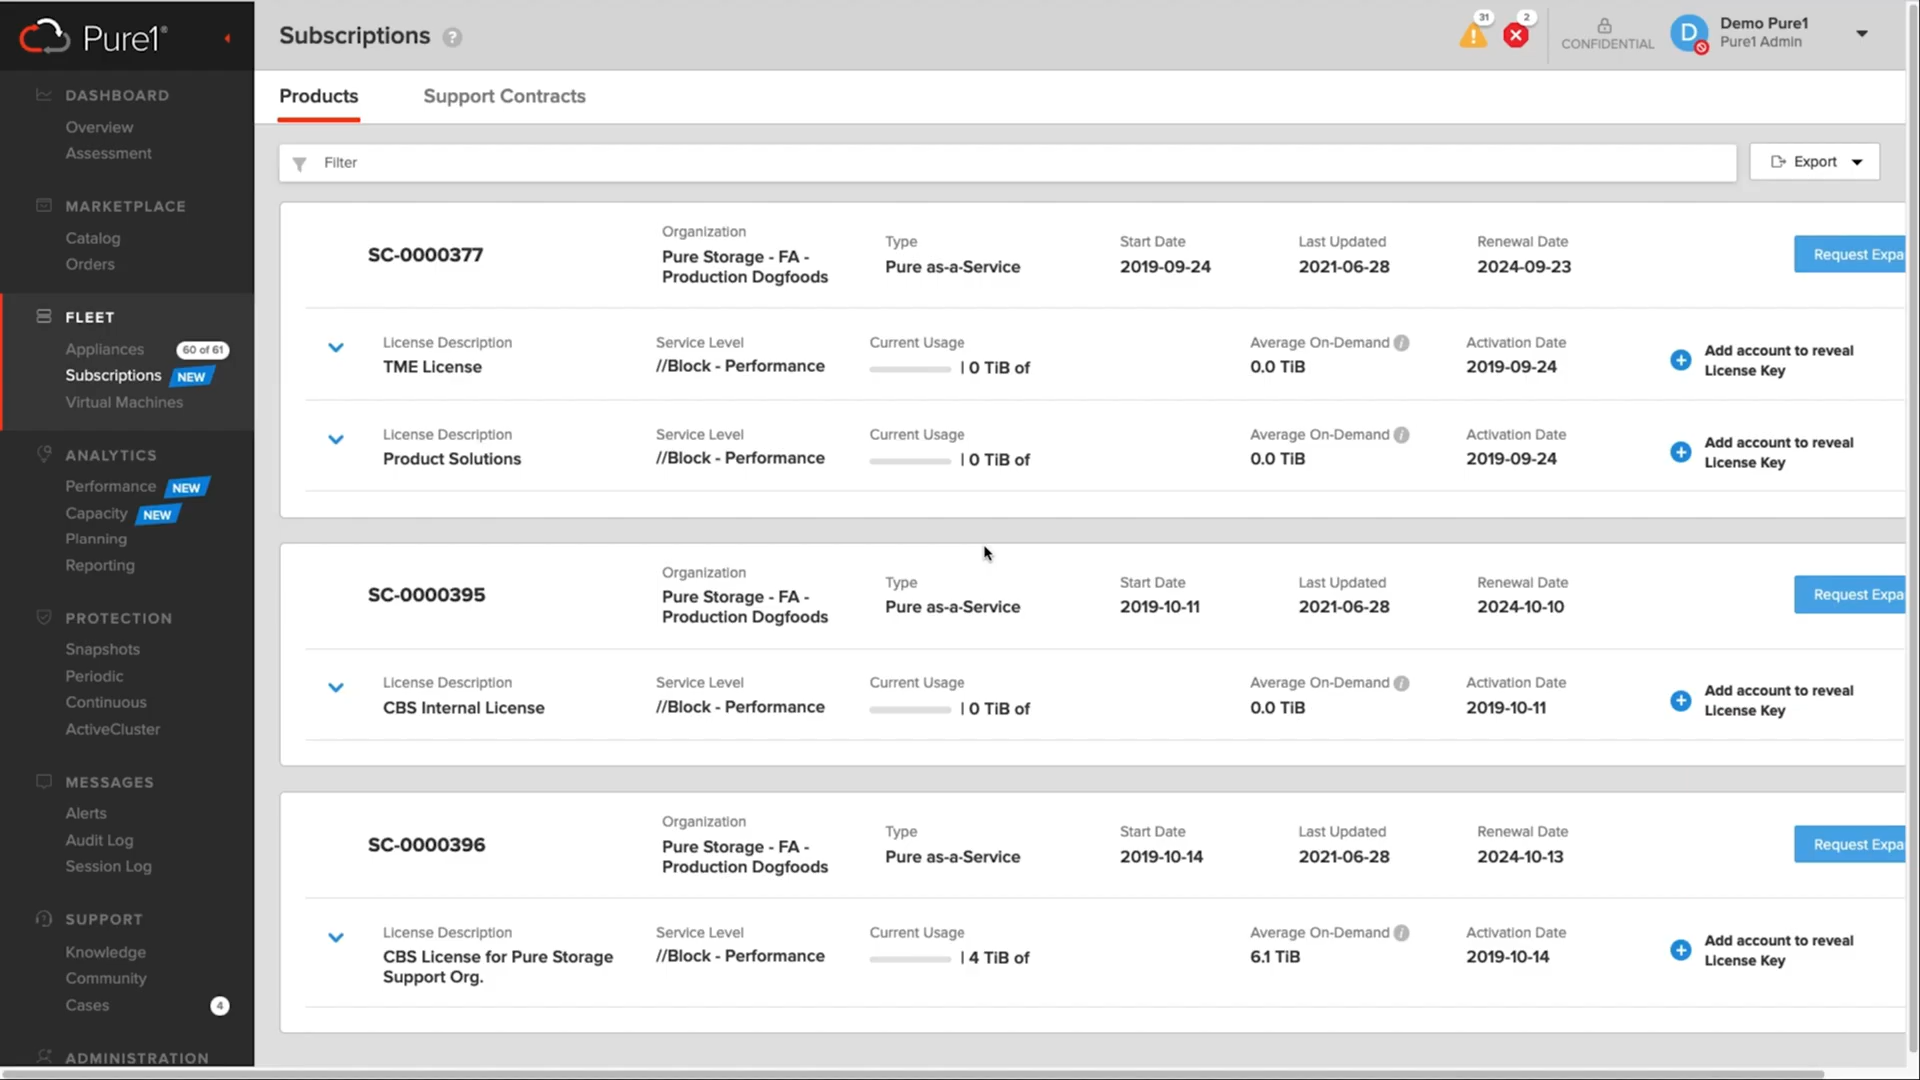 Pure1®
Subscriptions ?
31
2
CONFIDENTIAL
D
Demo Pure1
Pure1 Admin
DASHBOARD
Overview
Assessment
MARKETPLACE
Catalog
Orders
FLEET
Appliances 60 of 61
Subscriptions NEW
Virtual Machines
ANALYTICS
Performance NEW
Capacity NEW
Planning
Reporting
PROTECTION
Snapshots
Periodic
Continuous
ActiveCluster
MESSAGES
Alerts
Audit Log
Session Log
SUPPORT
Knowledge
Community
Cases 4
ADMINISTRATION
Products Support Contracts
Filter
Export
SC-0000377
Organization
Pure Storage - FA -
Production Dogfoods
Type
Pure as-a-Service
Start Date
2019-09-24
Last Updated
2021-06-28
Renewal Date
2024-09-23
Request Expa
License Description
TME License
Service Level
//Block - Performance
Current Usage
| 0 TiB of
Average On-Demand i
0.0 TiB
Activation Date
2019-09-24
Add account to reveal
License Key
License Description
Product Solutions
Service Level
//Block - Performance
Current Usage
| 0 TiB of
Average On-Demand i
0.0 TiB
Activation Date
2019-09-24
Add account to reveal
License Key
SC-0000395
Organization
Pure Storage - FA -
Production Dogfoods
Type
Pure as-a-Service
Start Date
2019-10-11
Last Updated
2021-06-28
Renewal Date
2024-10-10
Request Expa
License Description
CBS Internal License
Service Level
//Block - Performance
Current Usage
| 0 TiB of
Average On-Demand i
0.0 TiB
Activation Date
2019-10-11
Add account to reveal
License Key
SC-0000396
Organization
Pure Storage - FA -
Production Dogfoods
Type
Pure as-a-Service
Start Date
2019-10-14
Last Updated
2021-06-28
Renewal Date
2024-10-13
Request Expa
License Description
CBS License for Pure Storage
Support Org.
Service Level
//Block - Performance
Current Usage
| 4 TiB of
Average On-Demand i
6.1 TiB
Activation Date
2019-10-14
Add account to reveal
License Key